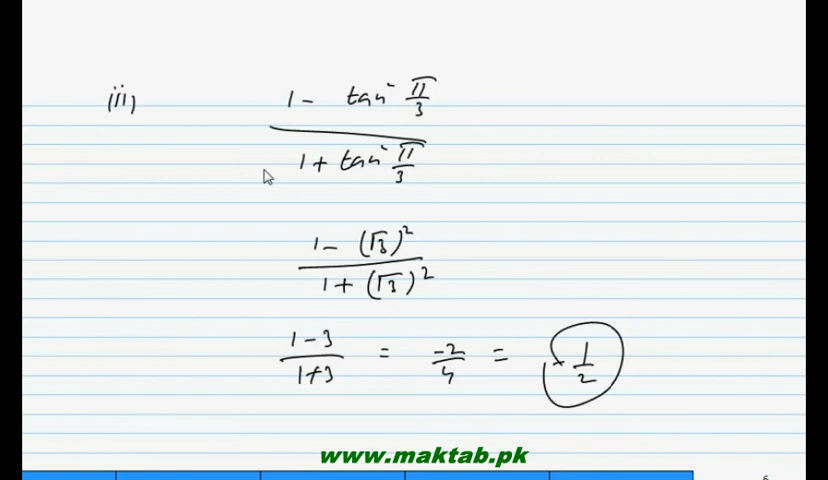 (iii) 1 - tan² π/3
1 + tan² π/3
1 - (√3)²
1 + (√3)²
1-3 / 1+3 = -2/4 = -1/2
www.maktab.pk
6